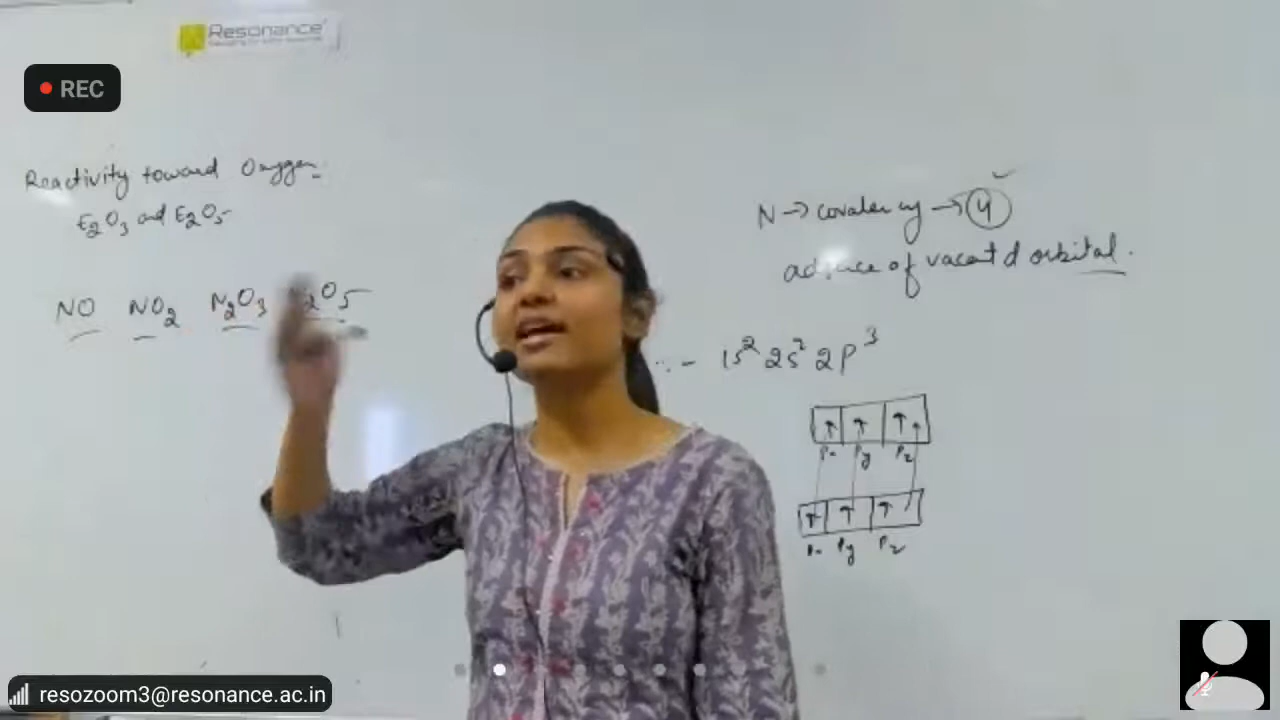 Resonance
REC
Reactivity toward Oxygen
E2O3 and E2O5
NO NO2 N2O3 N2O5
N → covalency → 4
of vacant d orbital.
:- 1s² 2s² 2p³
Px Py Pz
Px Py Pz
resozoom3@resonance.ac.in